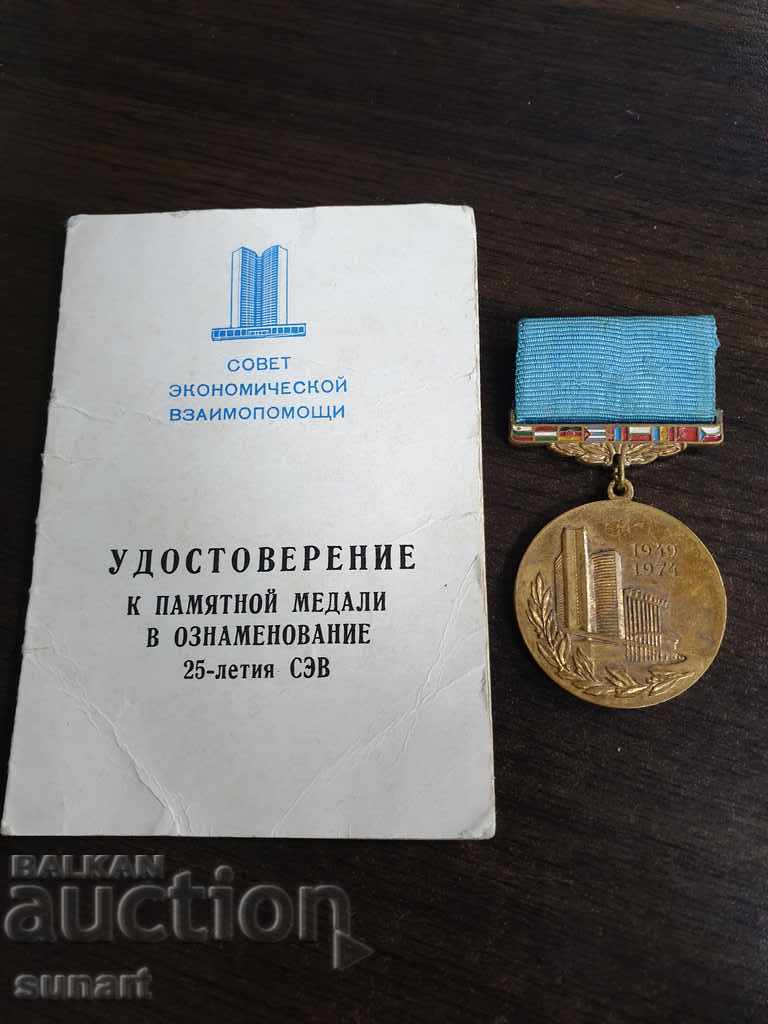 СОВЕТ
ЭКОНОМИЧЕСКОЙ
ВЗАИМОПОМОЩИ
УДОСТОВЕРЕНИЕ
К ПАМЯТНОЙ МЕДАЛИ
В ОЗНАМЕНОВАНИЕ
25-летия СЭВ
1949
1974
BALKAN
auction
sunart